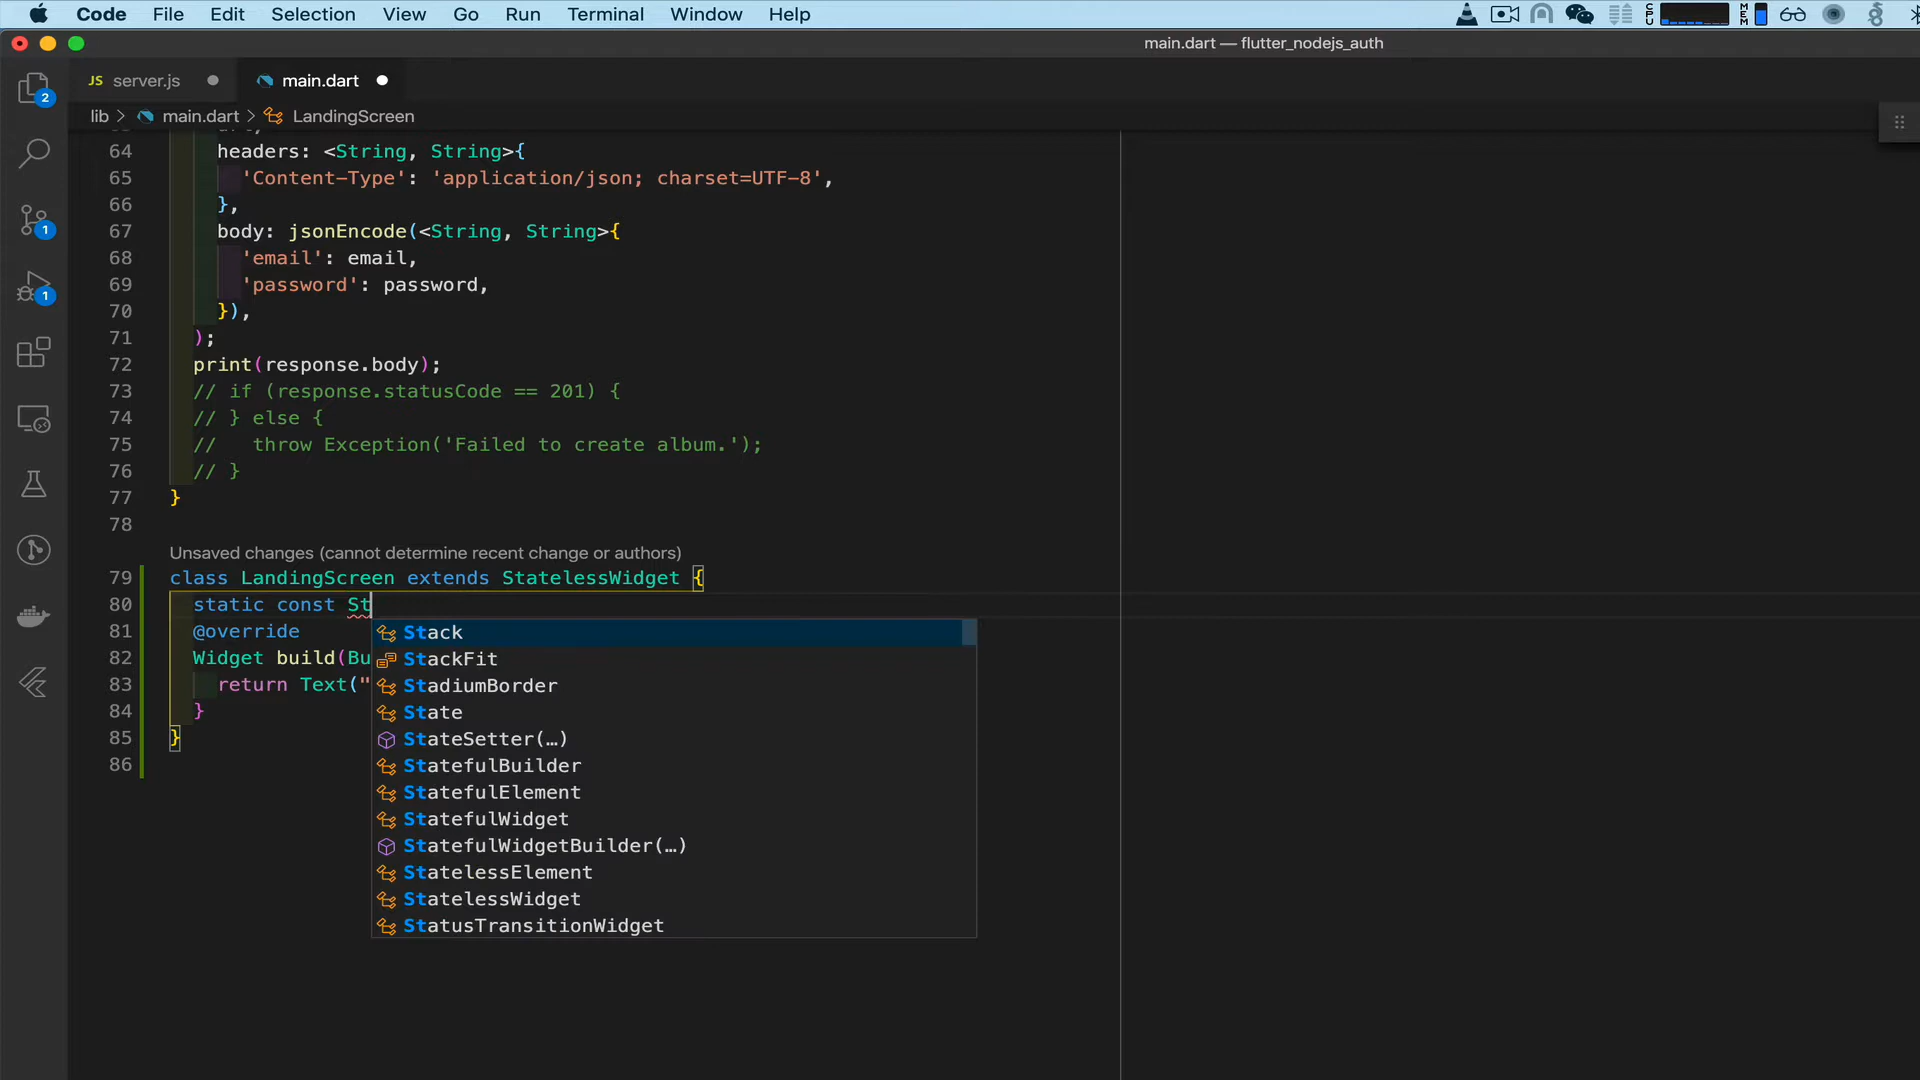 Code File Edit Selection View Go Run Terminal Window Help
CPU MEM
main.dart — flutter_nodejs_auth
JS server.js main.dart
lib > main.dart > LandingScreen
2
1
1
64 headers: <String, String>{
65 'Content-Type': 'application/json; charset=UTF-8',
66 },
67 body: jsonEncode(<String, String>{
68 'email': email,
69 'password': password,
70 }),
71 );
72 print(response.body);
73 // if (response.statusCode == 201) {
74 // } else {
75 //   throw Exception('Failed to create album.');
76 // }
77 }
78
Unsaved changes (cannot determine recent change or authors)
79 class LandingScreen extends StatelessWidget {
80 static const St
81 @override
82 Widget build(Bu
83 return Text("
84 }
85 }
86
Stack
StackFit
StadiumBorder
State
StateSetter(…)
StatefulBuilder
StatefulElement
StatefulWidget
StatefulWidgetBuilder(…)
StatelessElement
StatelessWidget
StatusTransitionWidget